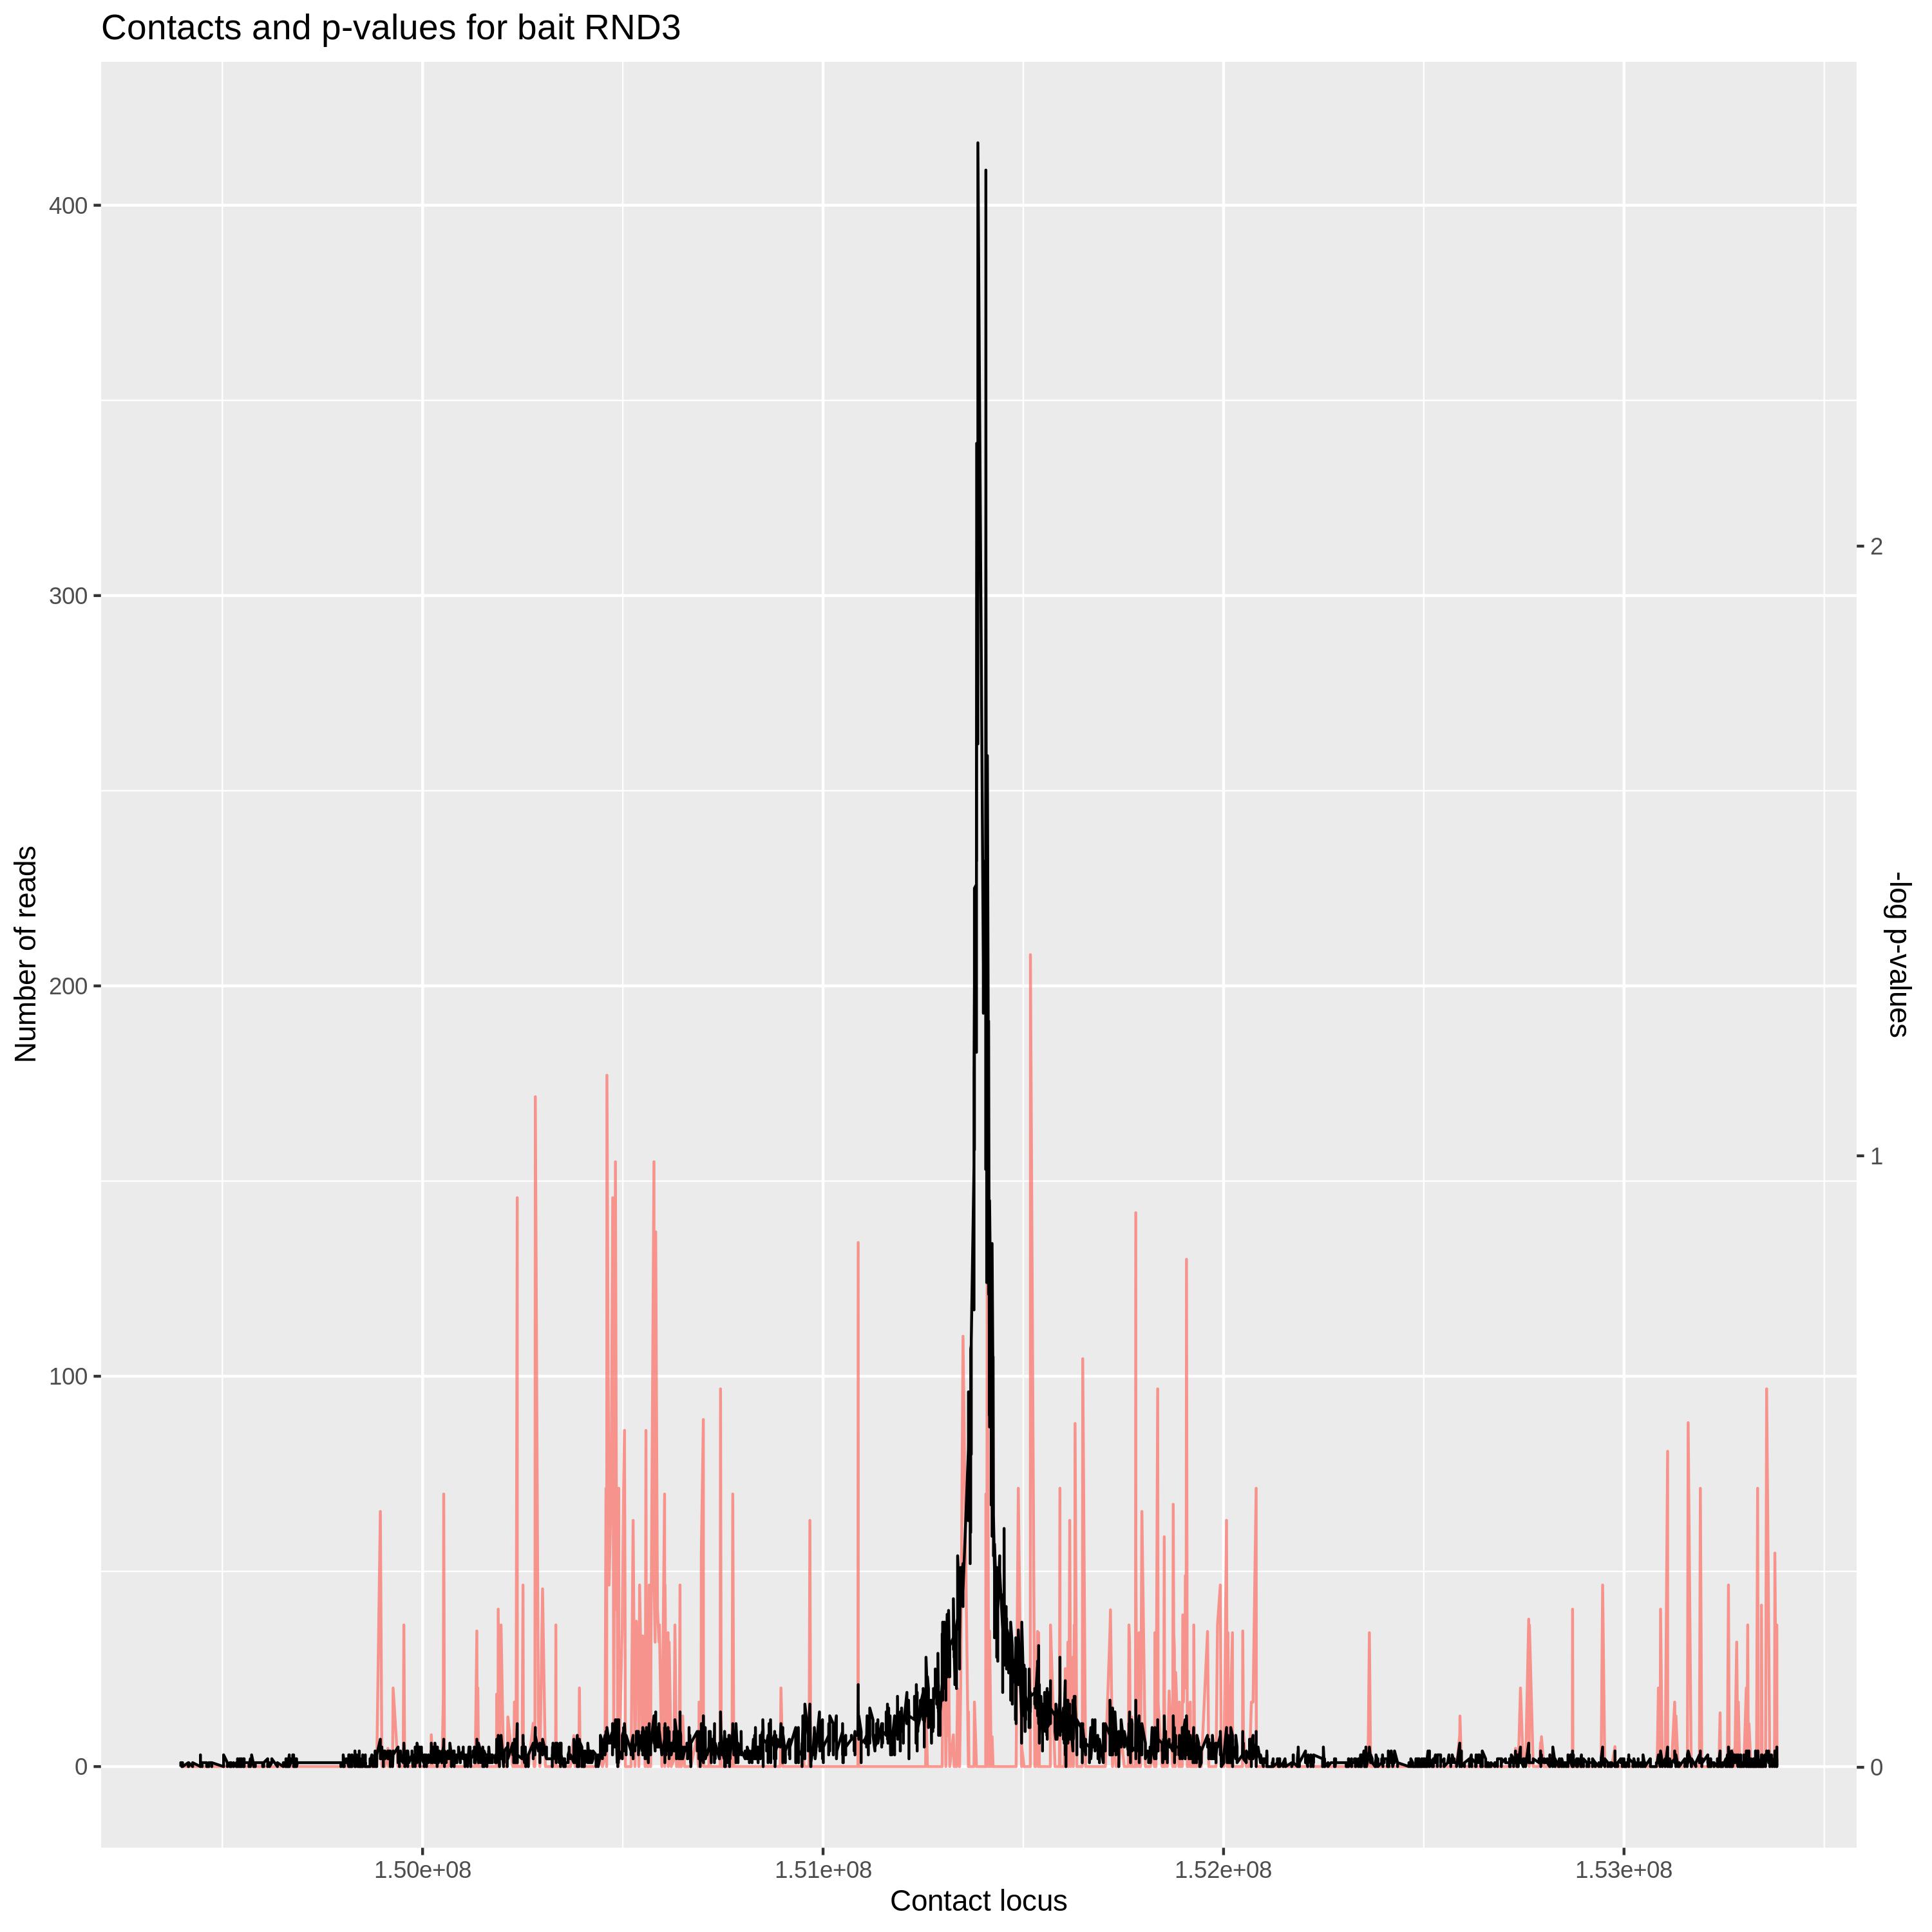 Contacts and p-values for bait RND3
400
300
200
100
0
Number of reads
2
1
0
-log p-values
1.50e+08
1.51e+08
1.52e+08
1.53e+08
Contact locus